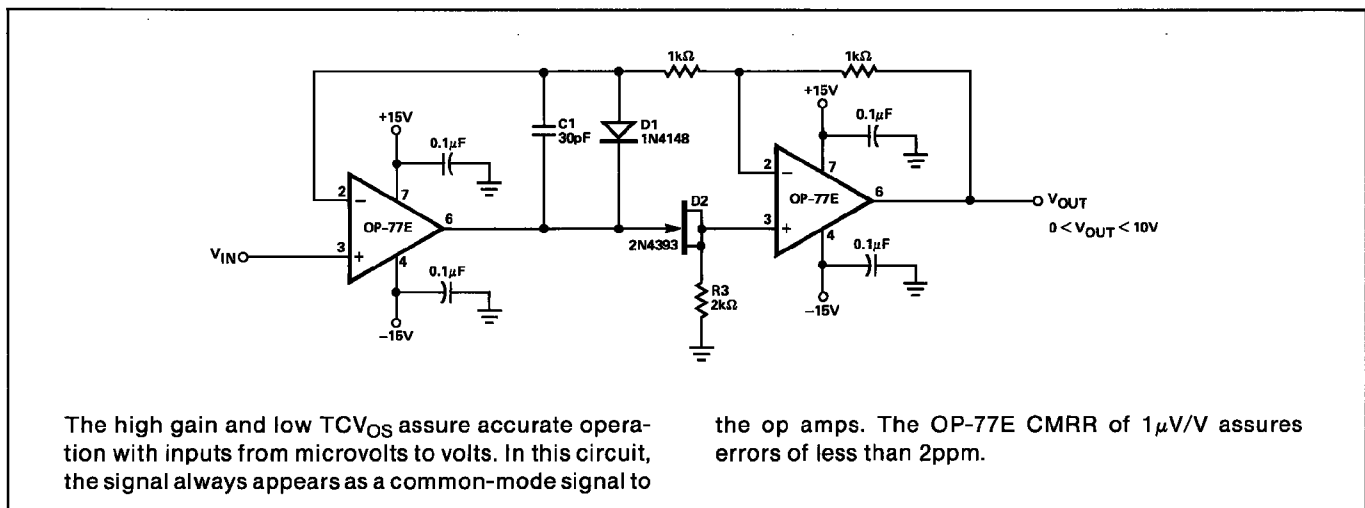 1kΩ
1kΩ
+15V
0.1μF
C1
30pF
D1
1N4148
+15V
0.1μF
2
−
7
OP-77E
6
3
+
4
VIN
0.1μF
−15V
D2
2N4393
R3
2kΩ
2
−
7
OP-77E
6
3
+
4
VOUT
0 < VOUT < 10V
0.1μF
−15V
The high gain and low TCVOS assure accurate opera-
tion with inputs from microvolts to volts. In this circuit,
the signal always appears as a common-mode signal to
the op amps. The OP-77E CMRR of 1μV/V assures
errors of less than 2ppm.